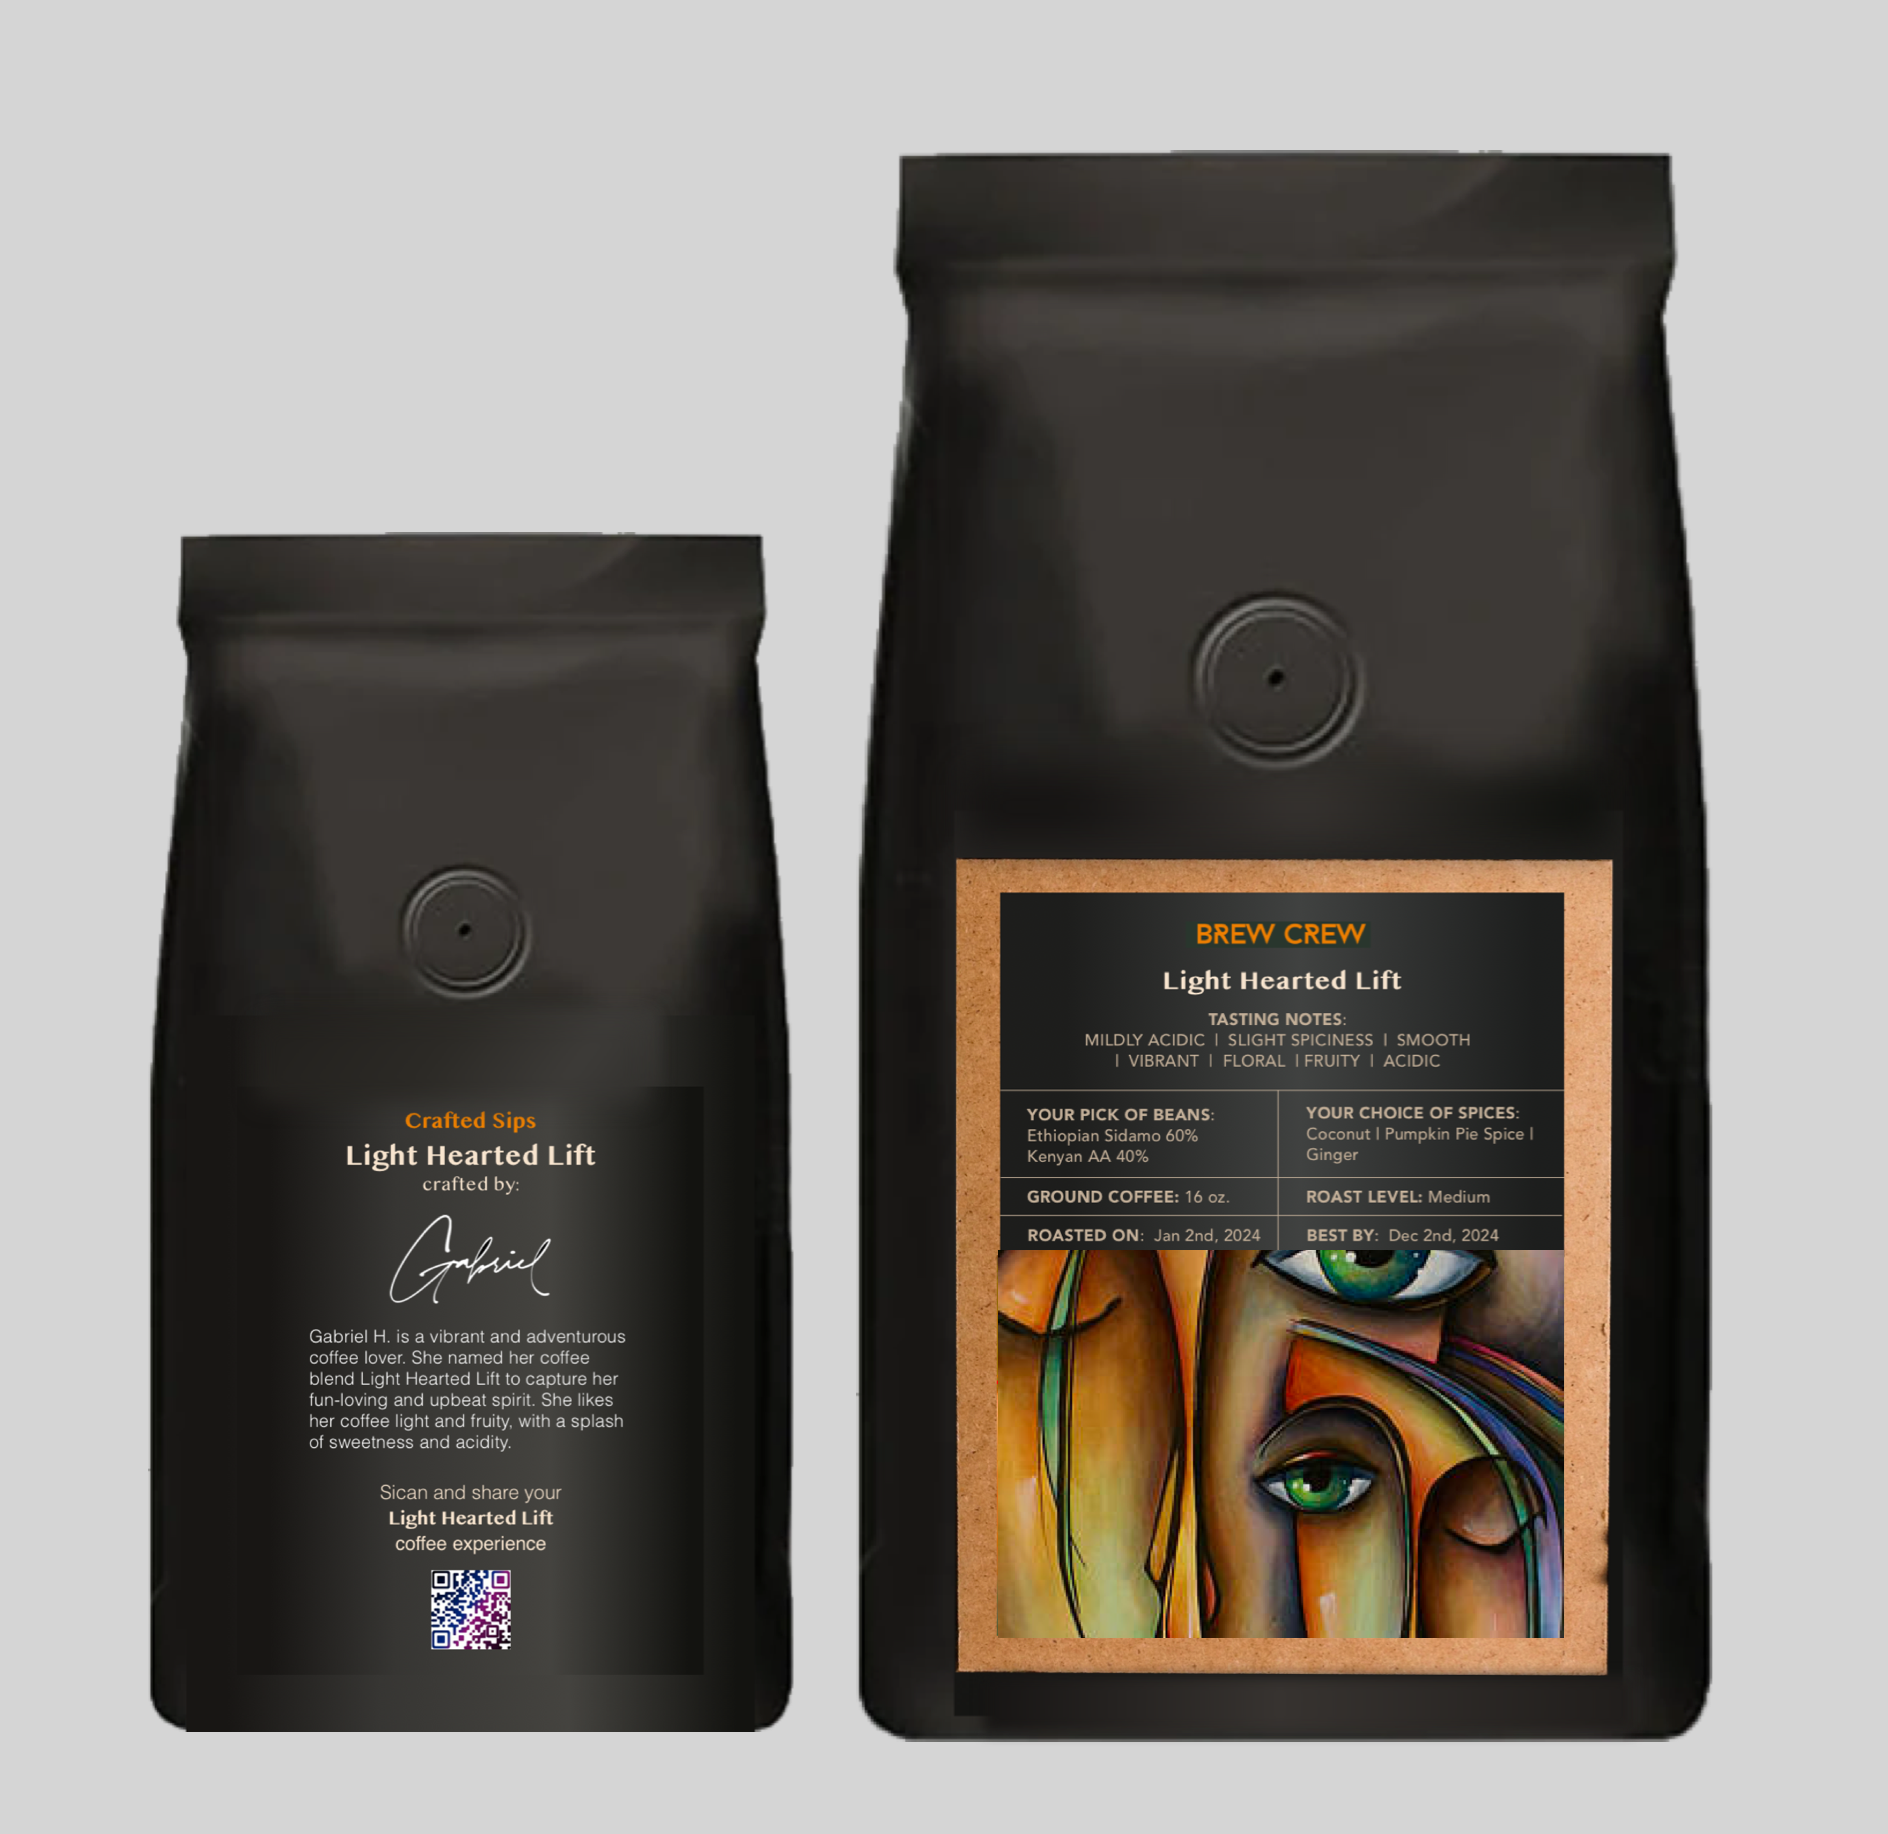 Crafted Sips
Light Hearted Lift
crafted by:
Gabriel
Gabriel H. is a vibrant and adventurous
coffee lover. She named her coffee
blend Light Hearted Lift to capture her
fun-loving and upbeat spirit. She likes
her coffee light and fruity, with a splash
of sweetness and acidity.
Sican and share your
Light Hearted Lift
coffee experience
BREW CREW
Light Hearted Lift
TASTING NOTES:
MILDLY ACIDIC | SLIGHT SPICINESS | SMOOTH
| VIBRANT | FLORAL | FRUITY | ACIDIC
YOUR PICK OF BEANS:
Ethiopian Sidamo 60%
Kenyan AA 40%
YOUR CHOICE OF SPICES:
Coconut | Pumpkin Pie Spice |
Ginger
GROUND COFFEE: 16 oz.
ROAST LEVEL: Medium
ROASTED ON: Jan 2nd, 2024
BEST BY: Dec 2nd, 2024